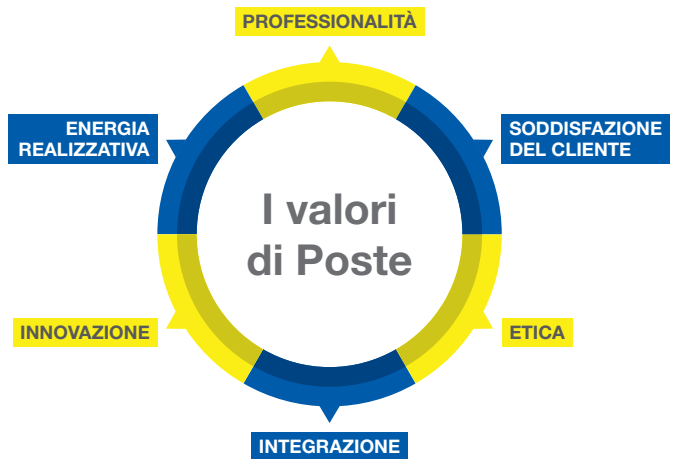 PROFESSIONALITÀ
ENERGIA
REALIZZATIVA
SODDISFAZIONE
DEL CLIENTE
I valori
di Poste
INNOVAZIONE
ETICA
INTEGRAZIONE